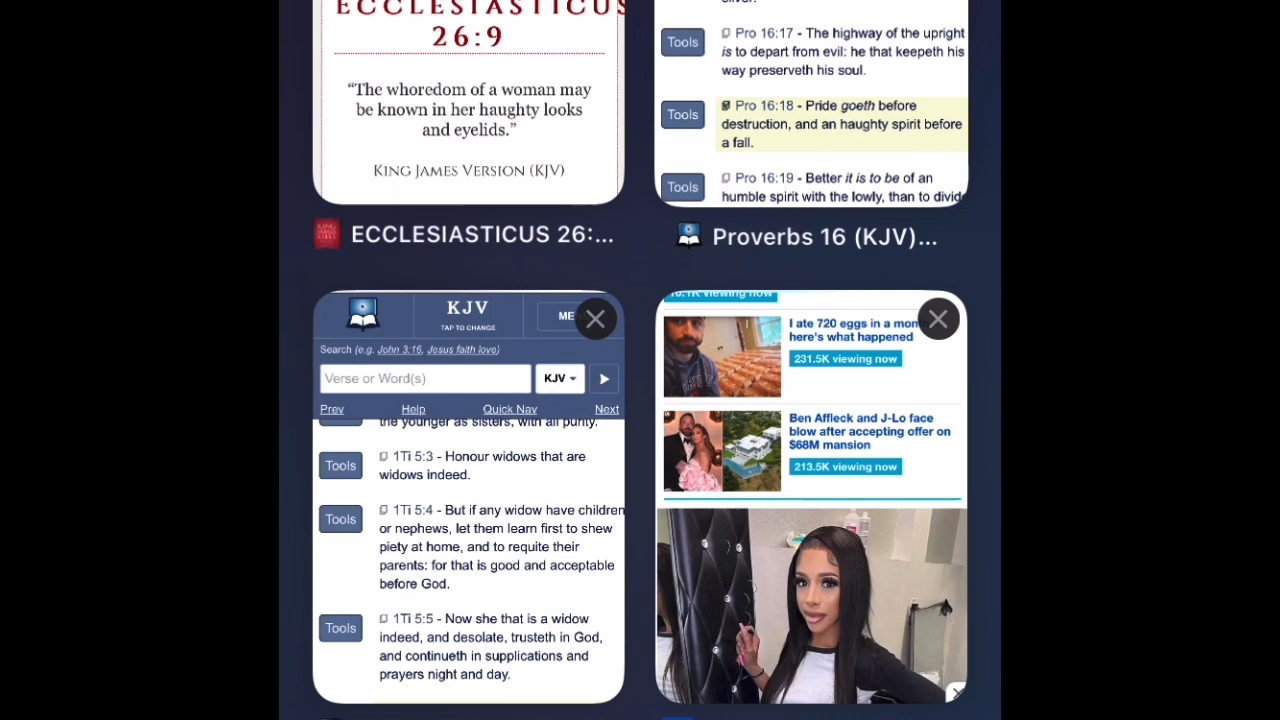 ECCLESIASTICUS
26:9
“The whoredom of a woman may
be known in her haughty looks
and eyelids.”
KING JAMES VERSION (KJV)
ECCLESIASTICUS 26:...
silver.
Tools
Pro 16:17 - The highway of the upright
is to depart from evil: he that keepeth his
way preserveth his soul.
Tools
Pro 16:18 - Pride goeth before
destruction, and an haughty spirit before
a fall.
Tools
Pro 16:19 - Better it is to be of an
humble spirit with the lowly, than to divide
Proverbs 16 (KJV)...
KJV
TAP TO CHANGE
ME
Search (e.g. John 3:16, Jesus faith love)
Verse or Word(s)
KJV
Prev Help Quick Nav Next
the younger as sisters, with all purity.
Tools
1Ti 5:3 - Honour widows that are
widows indeed.
Tools
1Ti 5:4 - But if any widow have children
or nephews, let them learn first to shew
piety at home, and to requite their
parents: for that is good and acceptable
before God.
Tools
1Ti 5:5 - Now she that is a widow
indeed, and desolate, trusteth in God,
and continueth in supplications and
prayers night and day.
viewing now
I ate 720 eggs in a mon
here's what happened
231.5K viewing now
Ben Affleck and J-Lo face
blow after accepting offer on
$68M mansion
213.5K viewing now